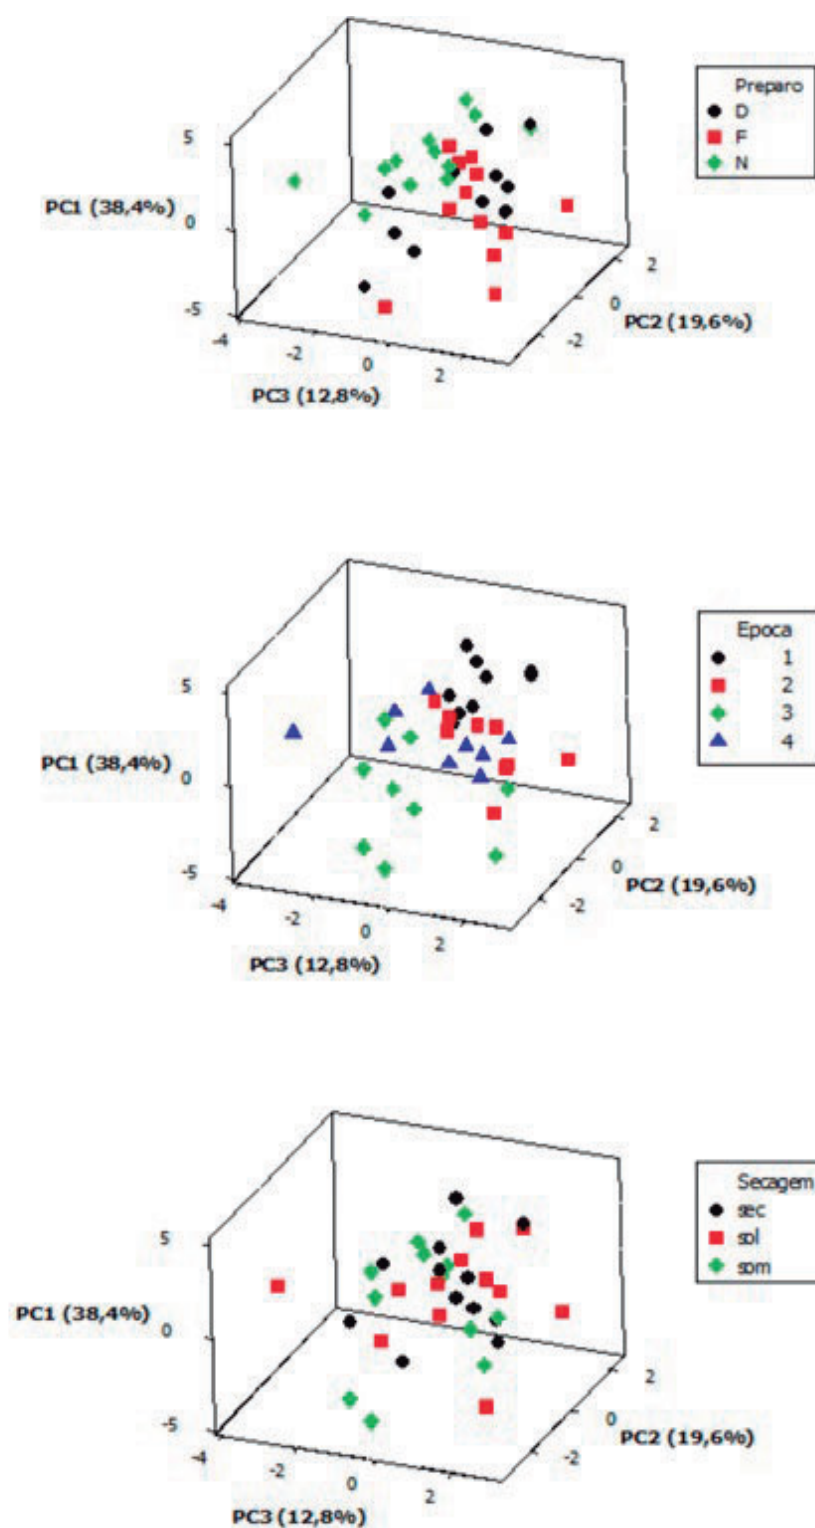 Preparo
D
F
N
5
0
-5
PC1 (38,4%)
-4
-2
0
2
PC3 (12,8%)
2
0
-2
PC2 (19,6%)
Epoca
1
2
3
4
5
0
-5
PC1 (38,4%)
-4
-2
0
2
PC3 (12,8%)
2
0
-2
PC2 (19,6%)
Secagem
sec
sol
som
5
0
-5
PC1 (38,4%)
-4
-2
0
2
PC3 (12,8%)
2
0
-2
PC2 (19,6%)